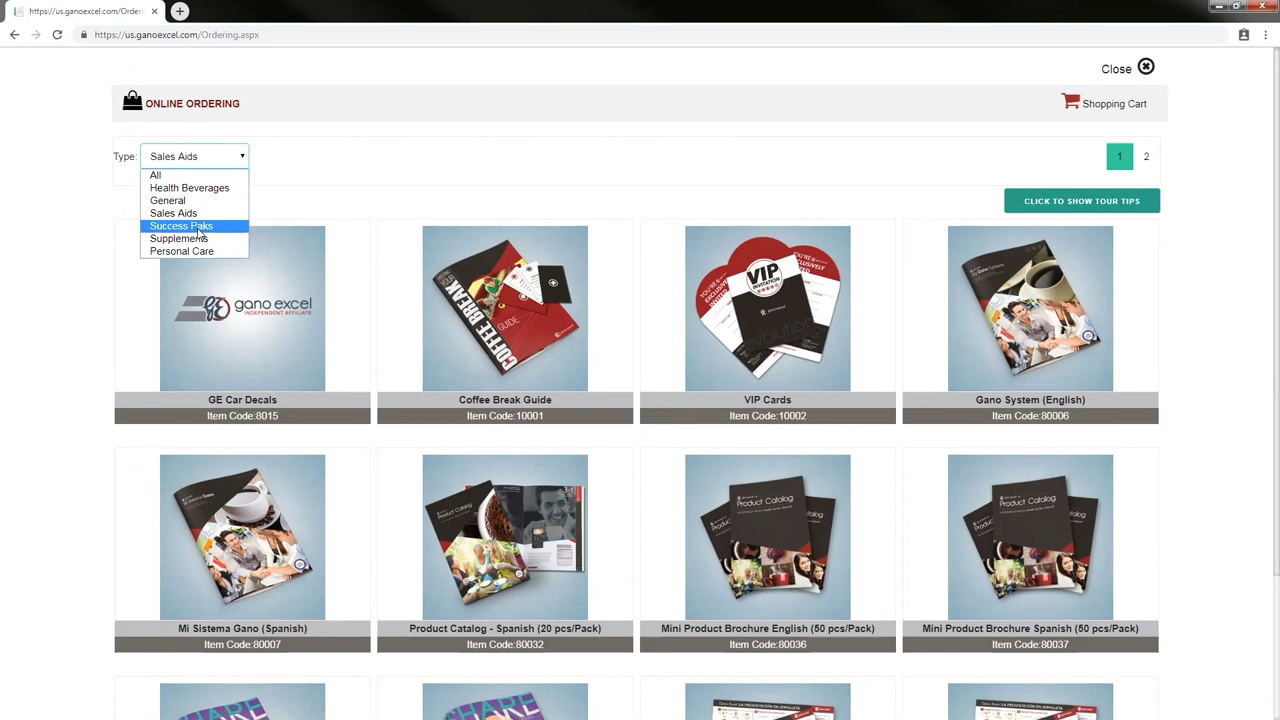 https://us.ganoexcel.com/Orderin
https://us.ganoexcel.com/Ordering.aspx
Close
ONLINE ORDERING
Shopping Cart
Type: Sales Aids
1 2
All
Health Beverages
General
Sales Aids
Success Paks
Supplements
Personal Care
CLICK TO SHOW TOUR TIPS
gano excel
INDEPENDENT AFFILIATE
COFFEE BREAK
GUIDE
VIP
INVITATION
GE Car Decals
Item Code:8015
Coffee Break Guide
Item Code:10001
VIP Cards
Item Code:10002
Gano System (English)
Item Code:80006
Product Catalog
Product Catalog
Product Catalog
Mi Sistema Gano (Spanish)
Item Code:80007
Product Catalog - Spanish (20 pcs/Pack)
Item Code:80032
Mini Product Brochure English (50 pcs/Pack)
Item Code:80036
Mini Product Brochure Spanish (50 pcs/Pack)
Item Code:80037